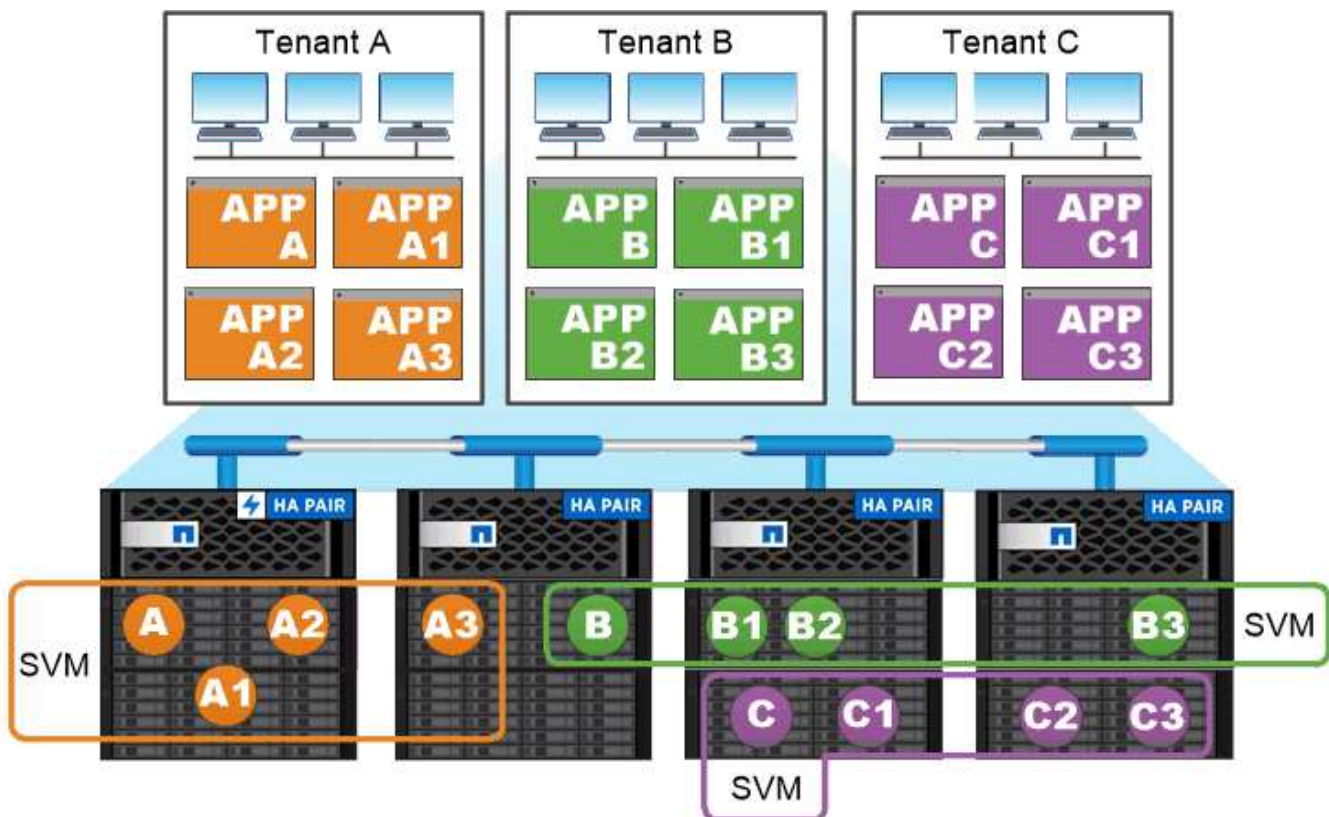 Tenant A
Tenant B
Tenant C
APP
A
APP
A1
APP
B
APP
B1
APP
C
APP
C1
APP
A2
APP
A3
APP
B2
APP
B3
APP
C2
APP
C3
HA PAIR
HA PAIR
HA PAIR
HA PAIR
SVM
A
A2
A1
A3
B
B1
B2
B3
SVM
C
C1
C2
C3
SVM